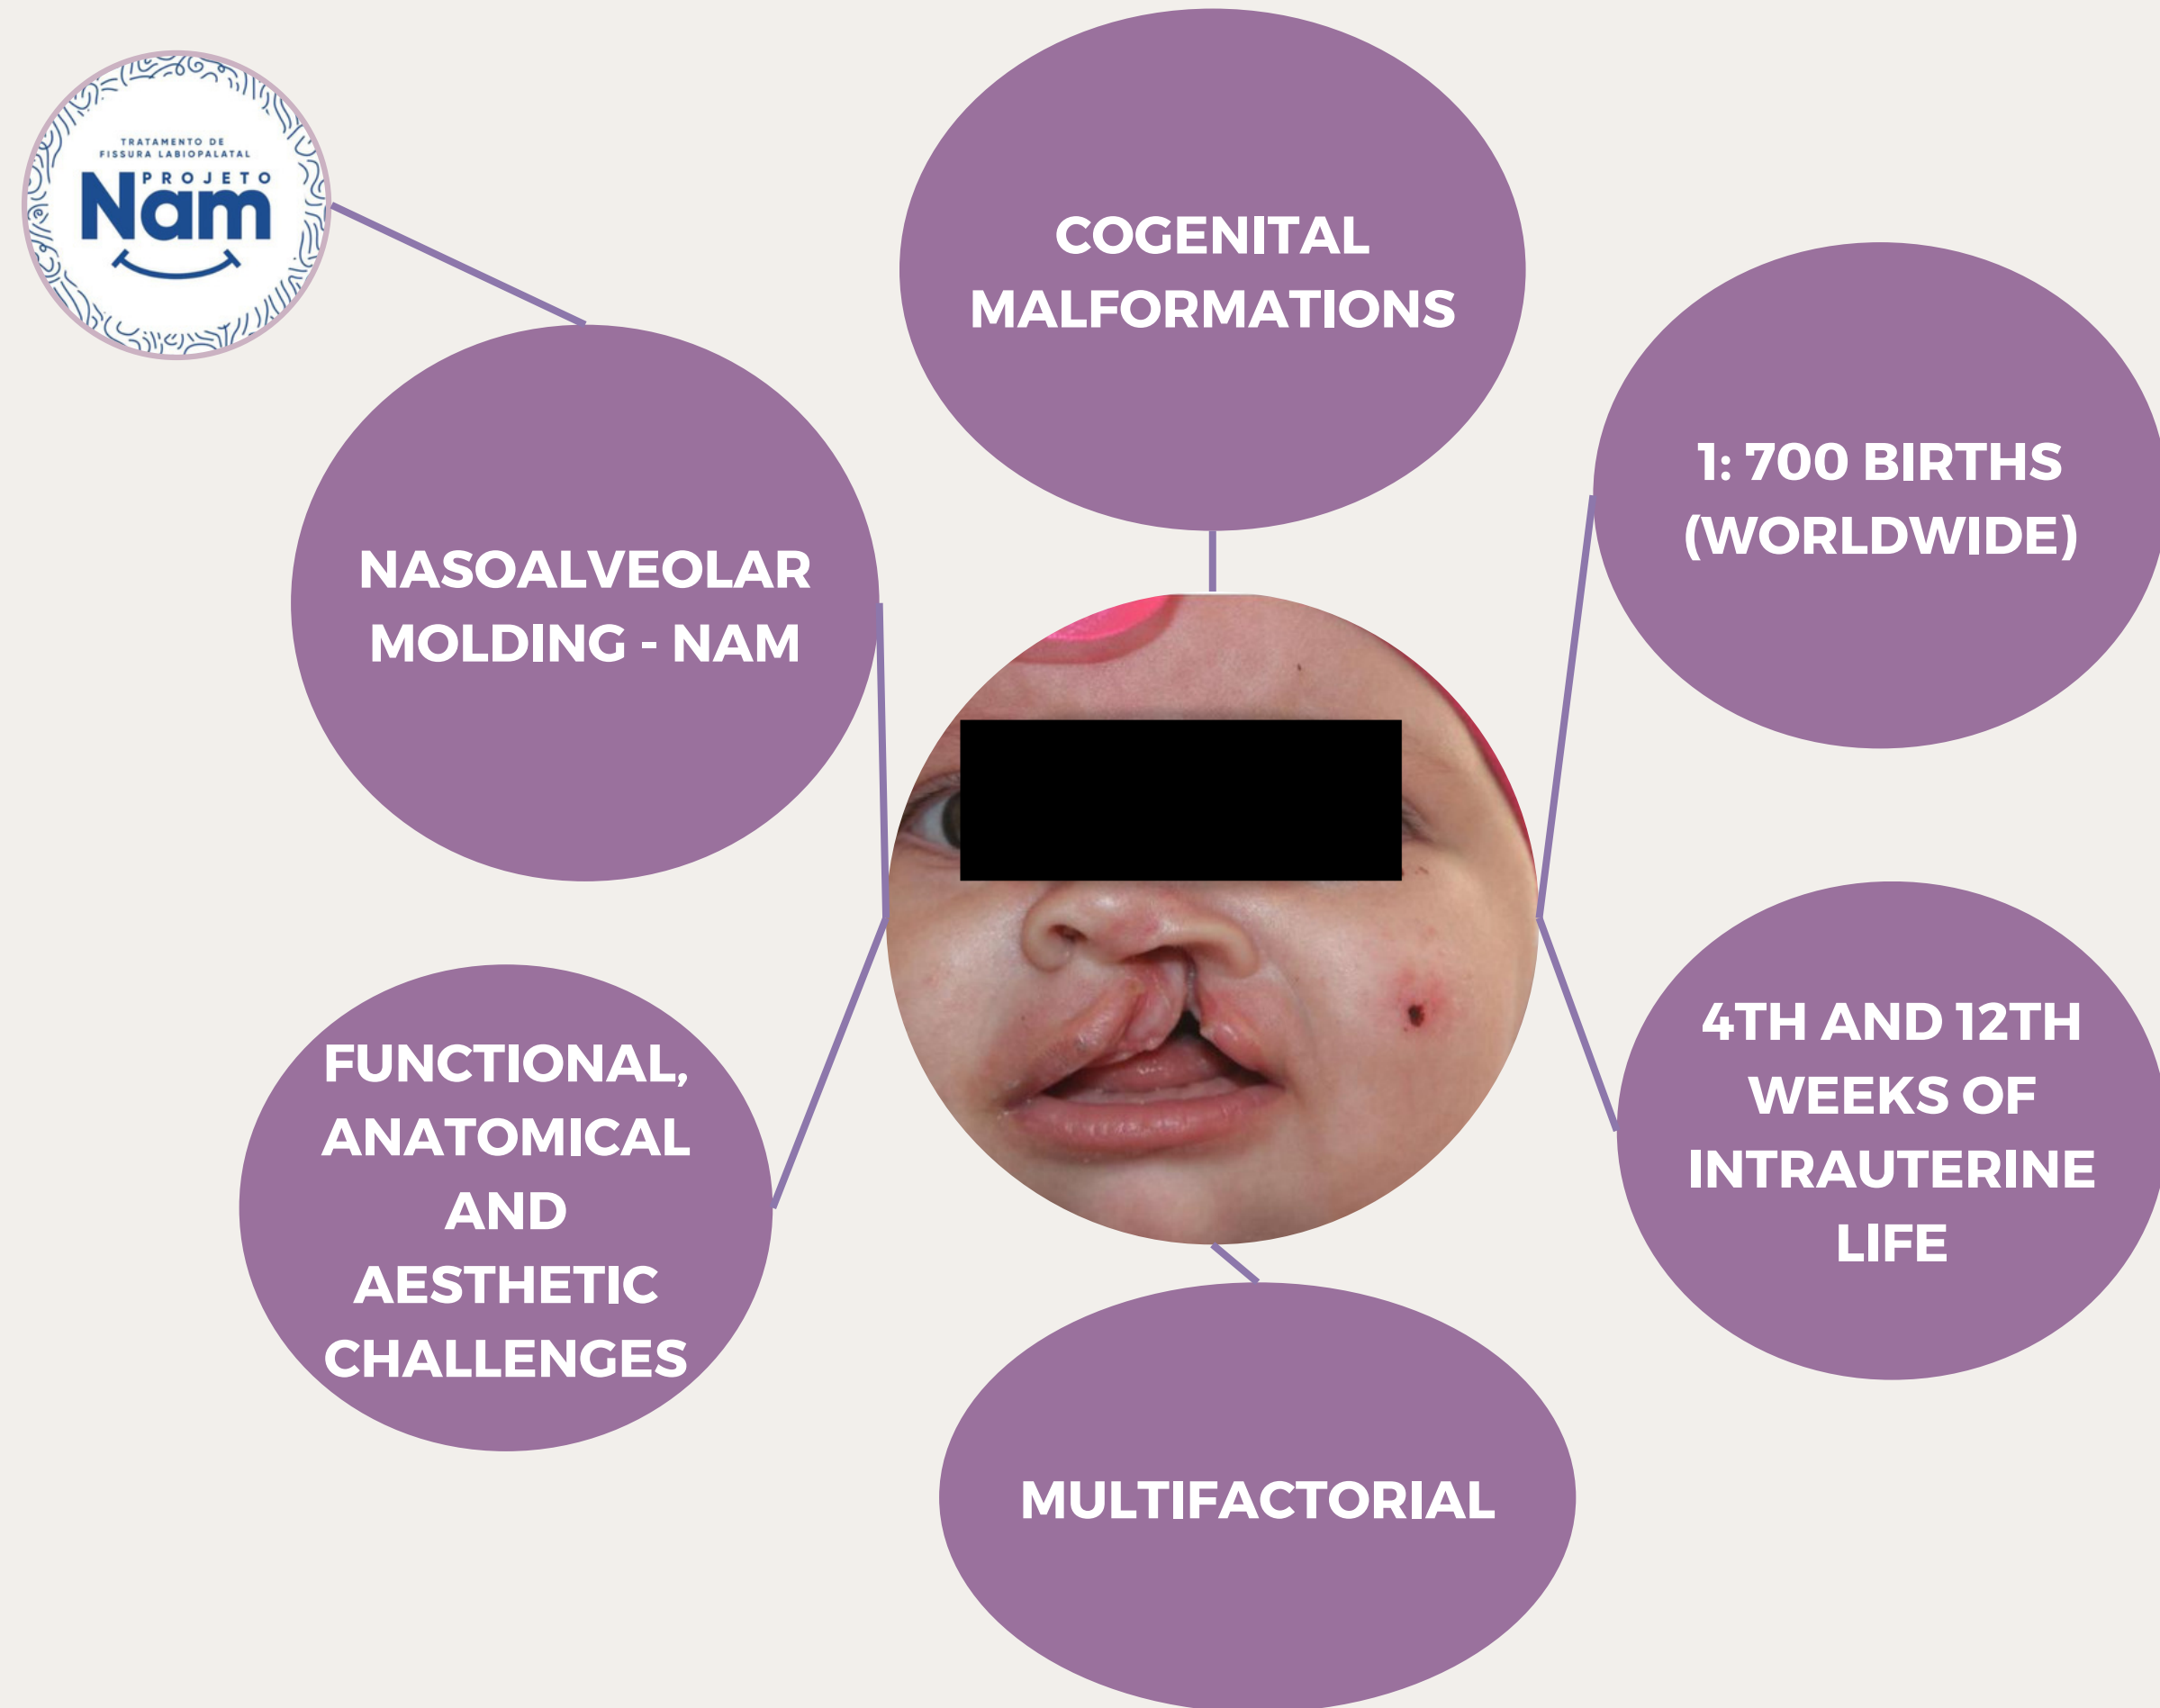 TRATAMENTO DE
FISSURA LABIOPALATAL
PROJETO
Nam
COGENITAL
MALFORMATIONS
1: 700 BIRTHS
(WORLDWIDE)
NASOALVEOLAR
MOLDING - NAM
4TH AND 12TH
WEEKS OF
INTRAUTERINE
LIFE
FUNCTIONAL,
ANATOMICAL
AND
AESTHETIC
CHALLENGES
MULTIFACTORIAL